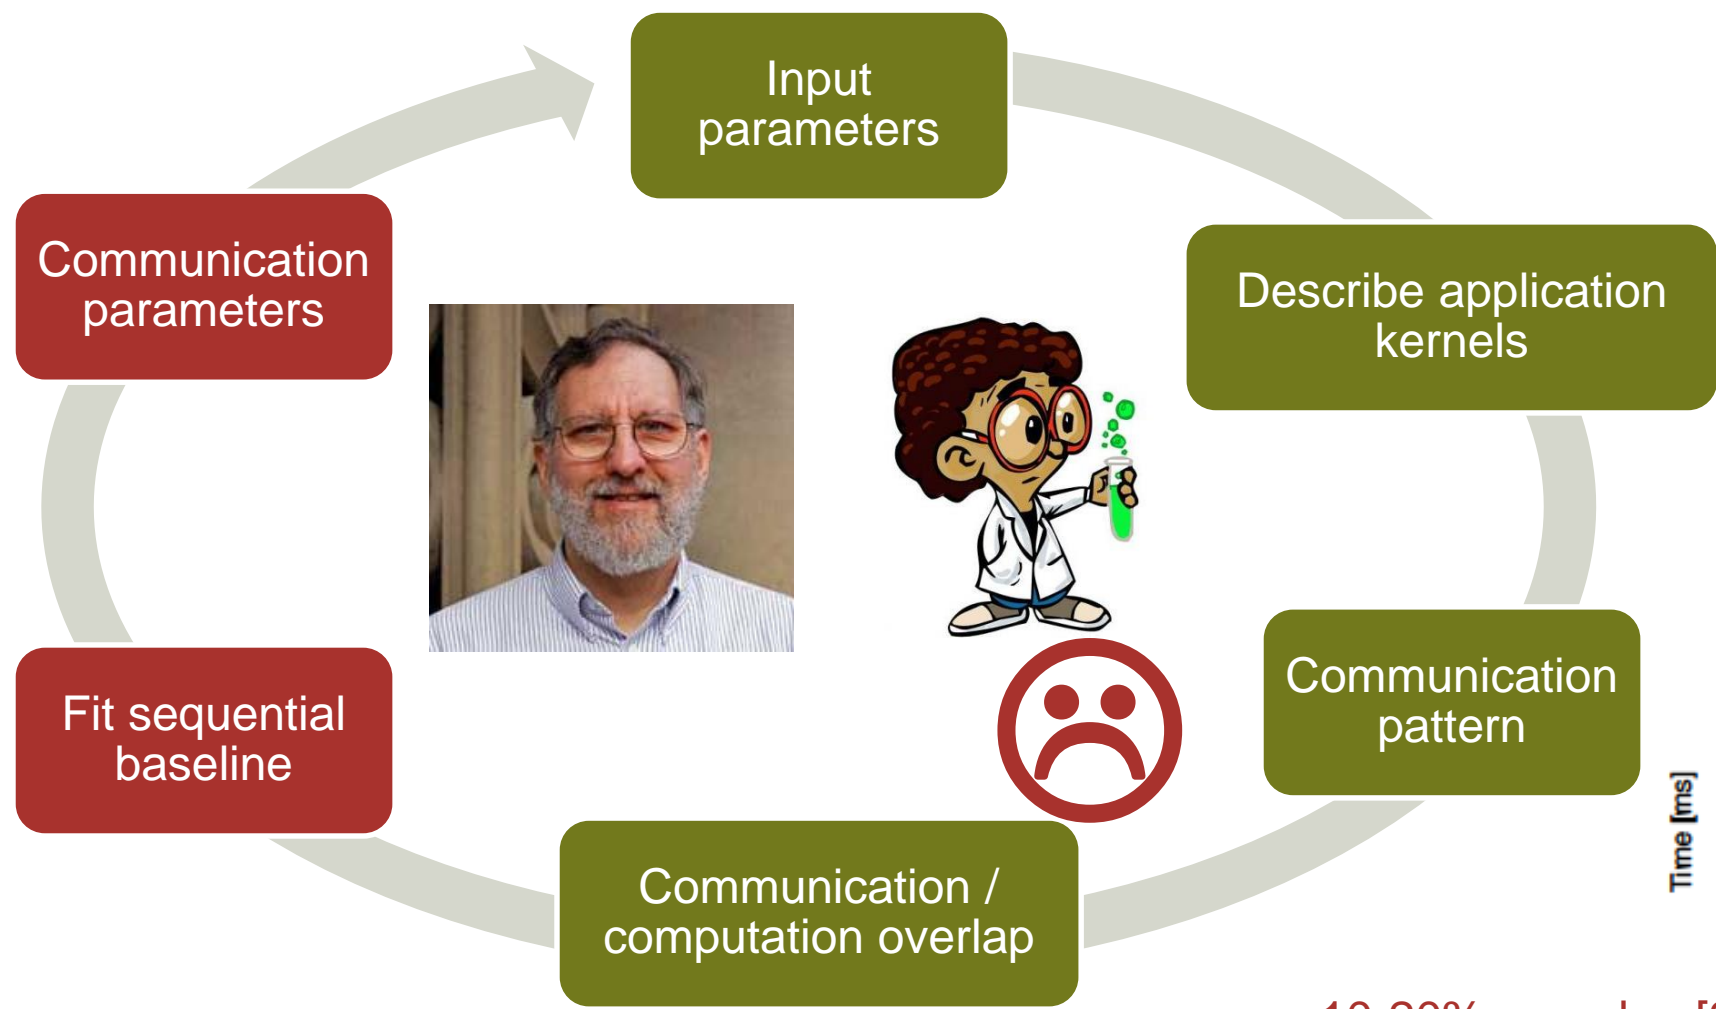 Input
parameters
Describe application
kernels
Communication
pattern
Communication /
computation overlap
Fit sequential
baseline
Communication
parameters
Time [ms]